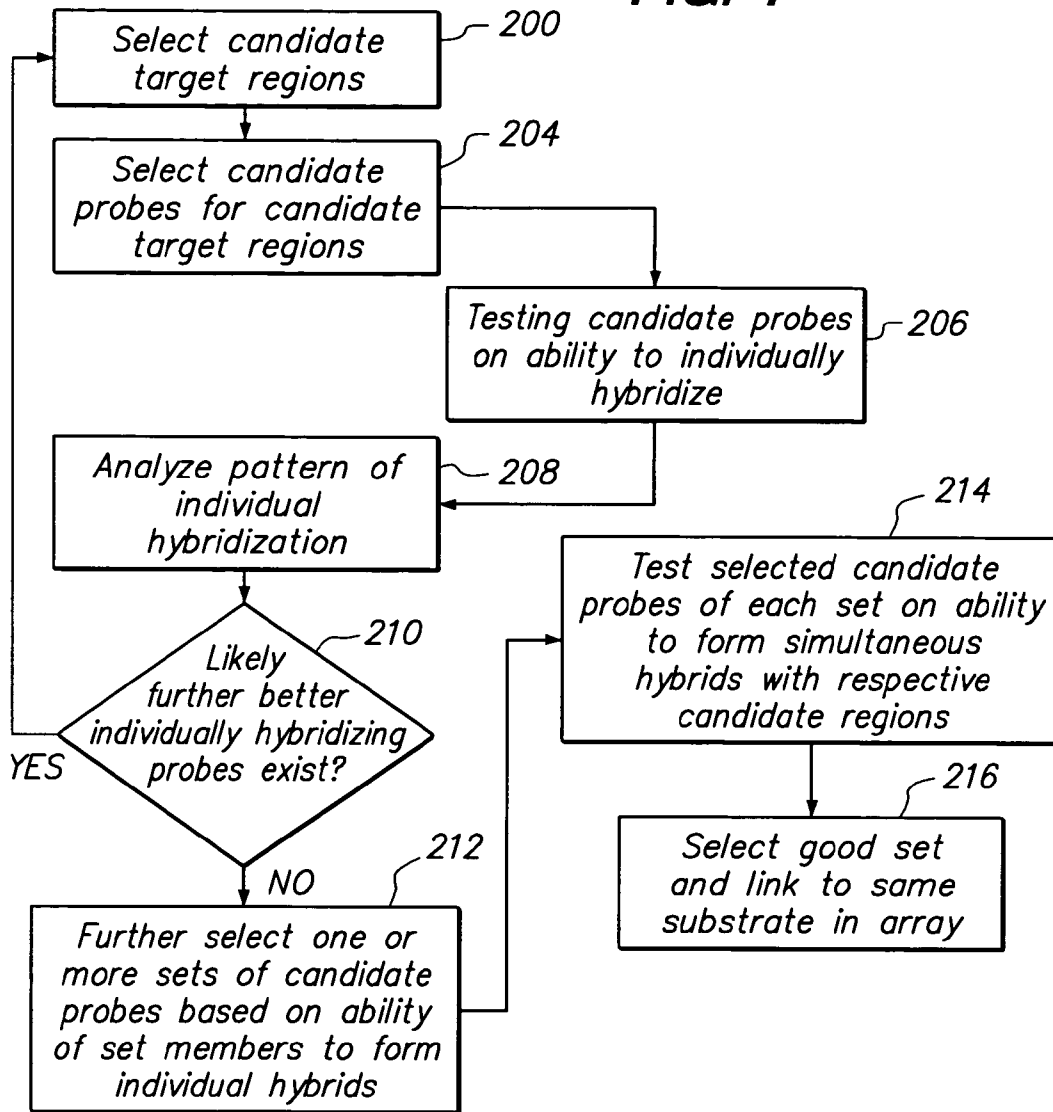 Select candidate
target regions
200
Select candidate
probes for candidate
target regions
204
Testing candidate probes
on ability to individually
hybridize
206
Analyze pattern of
individual
hybridization
208
Likely
further better
individually hybridizing
probes exist?
210
YES
NO
Further select one or
more sets of candidate
probes based on ability
of set members to form
individual hybrids
212
Test selected candidate
probes of each set on ability
to form simultaneous
hybrids with respective
candidate regions
214
Select good set
and link to same
substrate in array
216